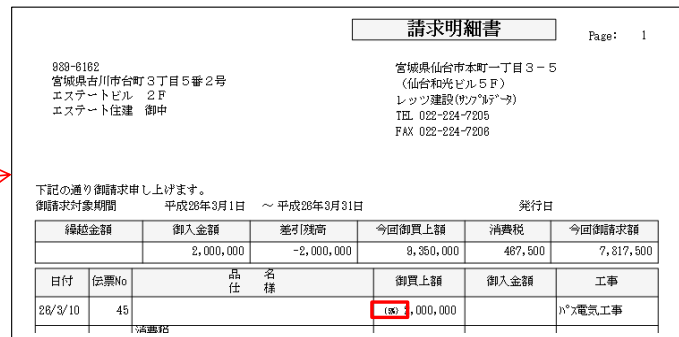 請求明細書
Page: 1
989-6162
宮城県古川市台町3丁目5番2号
エステートビル 2F
エステート住建 御中
宮城県仙台市本町一丁目3-5
(仙台和光ビル5F)
レッツ建設(ｻﾝﾌﾟﾙﾃﾞｰﾀ)
TEL 022-224-7205
FAX 022-224-7206
下記の通り御請求申し上げます。
御請求対象期間 平成26年3月1日 ~ 平成26年3月31日 発行日
繰越金額 御入金額 差引残高 今回御買上額 消費税 今回御請求額
2,000,000 -2,000,000 9,350,000 467,500 7,817,500
日付 伝票No 品名 御買上額 御入金額 工事
仕様
26/3/10 45 (5%) ,000,000 ﾊﾟｽ電気工事
消費税